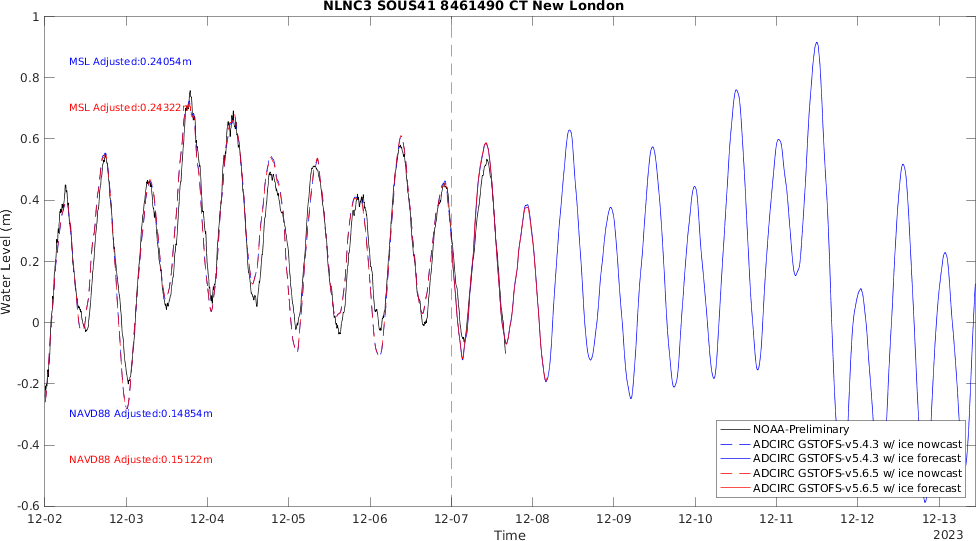 NLNC3 SOUS41 8461490 CT New London
Water Level (m)
1
0.8
0.6
0.4
0.2
0
-0.2
-0.4
-0.6
MSL Adjusted:0.24054m
MSL Adjusted:0.24322m
NAVD88 Adjusted:0.14854m
NAVD88 Adjusted:0.15122m
NOAA-Preliminary
ADCIRC GSTOFS-v5.4.3 w/ ice nowcast
ADCIRC GSTOFS-v5.4.3 w/ ice forecast
ADCIRC GSTOFS-v5.6.5 w/ ice nowcast
ADCIRC GSTOFS-v5.6.5 w/ ice forecast
12-02 12-03 12-04 12-05 12-06 12-07 12-08 12-09 12-10 12-11 12-12 12-13
2023
Time